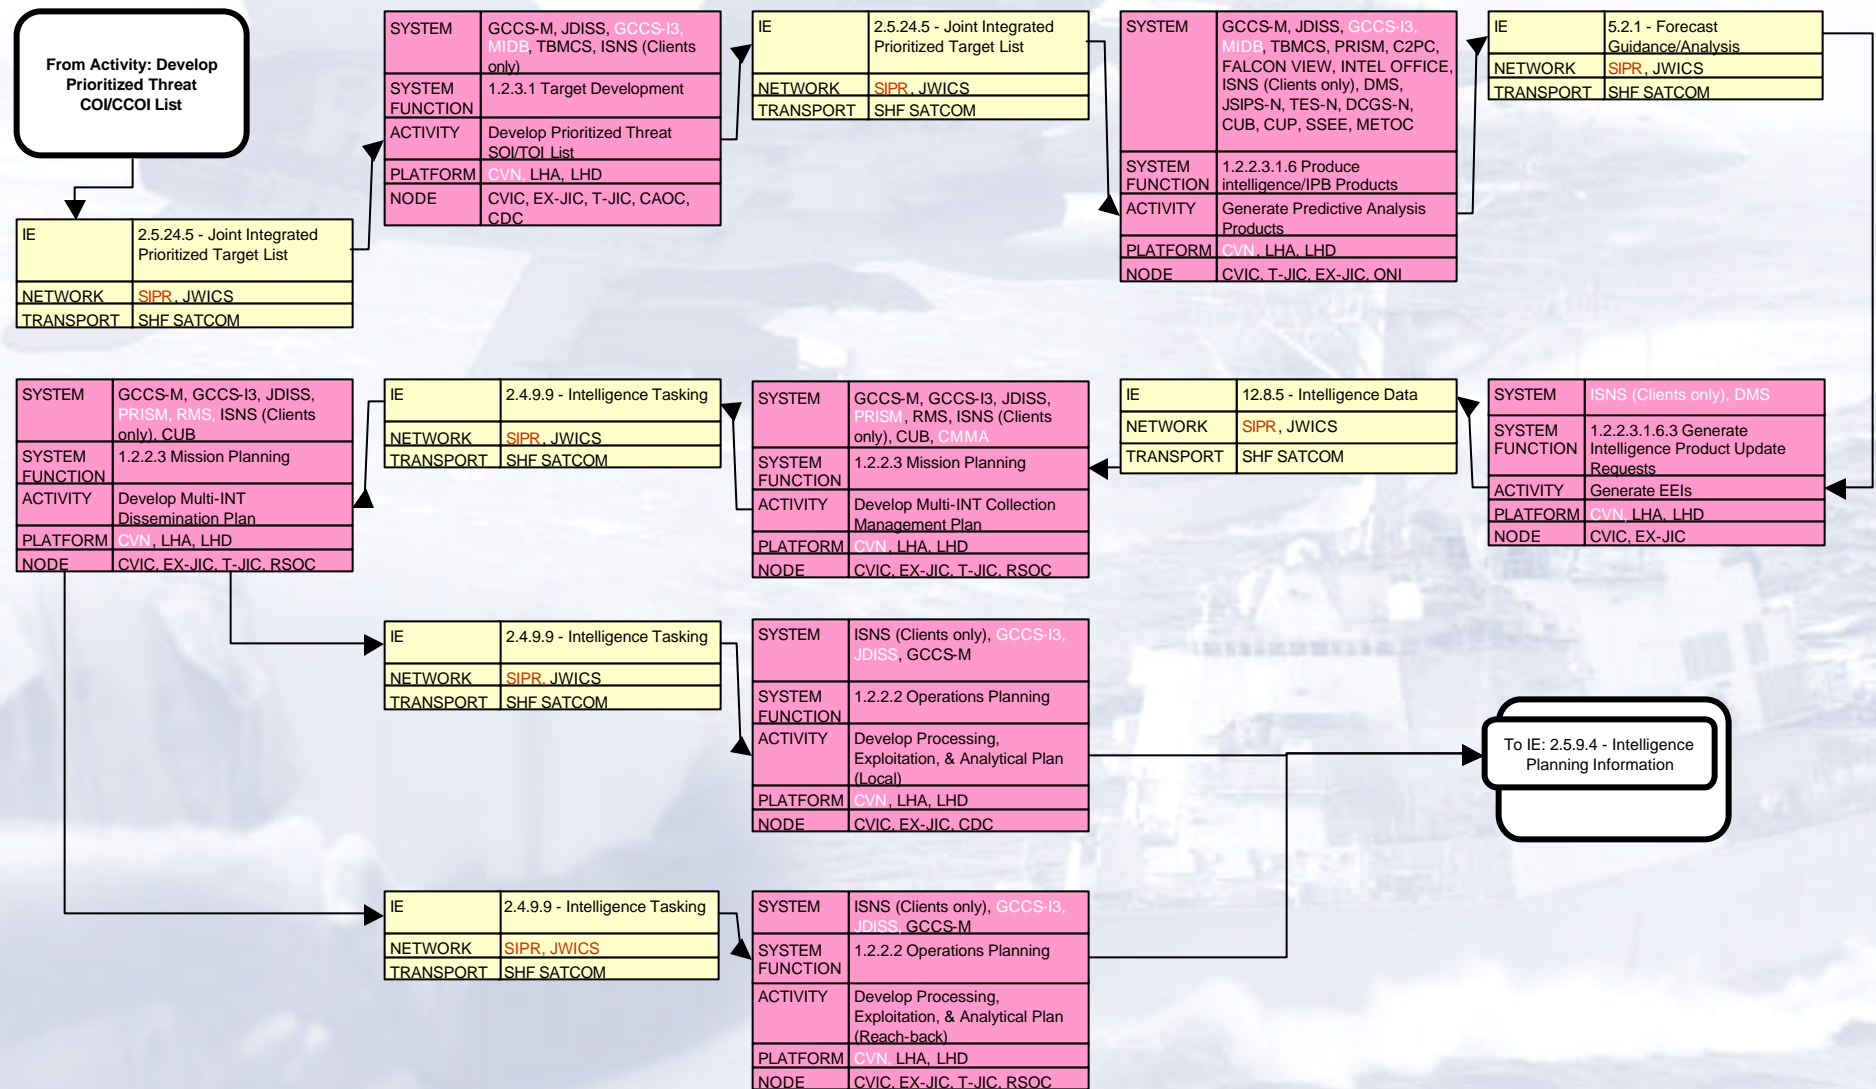 From Activity: Develop
Prioritized Threat
COI/CCOI List
IE
2.5.24.5 - Joint Integrated
Prioritized Target List
NETWORK
SIPR, JWICS
TRANSPORT
SHF SATCOM
SYSTEM
GCCS-M, JDISS, GCCS-I3,
MIDB, TBMCS, ISNS (Clients
only)
SYSTEM
FUNCTION
1.2.3.1 Target Development
ACTIVITY
Develop Prioritized Threat
SOI/TOI List
PLATFORM
CVN, LHA, LHD
NODE
CVIC, EX-JIC, T-JIC, CAOC,
CDC
IE
2.5.24.5 - Joint Integrated
Prioritized Target List
NETWORK
SIPR, JWICS
TRANSPORT
SHF SATCOM
SYSTEM
GCCS-M, JDISS, GCCS-I3,
MIDB, TBMCS, PRISM, C2PC,
FALCON VIEW, INTEL OFFICE,
ISNS (Clients only), DMS,
JSIPS-N, TES-N, DCGS-N,
CUB, CUP, SSEE, METOC
SYSTEM
FUNCTION
1.2.2.3.1.6 Produce
intelligence/IPB Products
ACTIVITY
Generate Predictive Analysis
Products
PLATFORM
CVN, LHA, LHD
NODE
CVIC, T-JIC, EX-JIC, ONI
IE
5.2.1 - Forecast
Guidance/Analysis
NETWORK
SIPR, JWICS
TRANSPORT
SHF SATCOM
SYSTEM
ISNS (Clients only), DMS
SYSTEM
FUNCTION
1.2.2.3.1.6.3 Generate
Intelligence Product Update
Requests
ACTIVITY
Generate EEIs
PLATFORM
CVN, LHA, LHD
NODE
CVIC, EX-JIC
IE
12.8.5 - Intelligence Data
NETWORK
SIPR, JWICS
TRANSPORT
SHF SATCOM
SYSTEM
GCCS-M, GCCS-I3, JDISS,
PRISM, RMS, ISNS (Clients
only), CUB, CMMA
SYSTEM
FUNCTION
1.2.2.3 Mission Planning
ACTIVITY
Develop Multi-INT Collection
Management Plan
PLATFORM
CVN, LHA, LHD
NODE
CVIC, EX-JIC, T-JIC, RSOC
IE
2.4.9.9 - Intelligence Tasking
NETWORK
SIPR, JWICS
TRANSPORT
SHF SATCOM
SYSTEM
GCCS-M, GCCS-I3, JDISS,
PRISM, RMS, ISNS (Clients
only), CUB
SYSTEM
FUNCTION
1.2.2.3 Mission Planning
ACTIVITY
Develop Multi-INT
Dissemination Plan
PLATFORM
CVN, LHA, LHD
NODE
CVIC, EX-JIC, T-JIC, RSOC
IE
2.4.9.9 - Intelligence Tasking
NETWORK
SIPR, JWICS
TRANSPORT
SHF SATCOM
SYSTEM
ISNS (Clients only), GCCS-I3,
JDISS, GCCS-M
SYSTEM
FUNCTION
1.2.2.2 Operations Planning
ACTIVITY
Develop Processing,
Exploitation, & Analytical Plan
(Local)
PLATFORM
CVN, LHA, LHD
NODE
CVIC, EX-JIC, CDC
To IE: 2.5.9.4 - Intelligence
Planning Information
IE
2.4.9.9 - Intelligence Tasking
NETWORK
SIPR, JWICS
TRANSPORT
SHF SATCOM
SYSTEM
ISNS (Clients only), GCCS-I3,
JDISS, GCCS-M
SYSTEM
FUNCTION
1.2.2.2 Operations Planning
ACTIVITY
Develop Processing,
Exploitation, & Analytical Plan
(Reach-back)
PLATFORM
CVN, LHA, LHD
NODE
CVIC, EX-JIC, T-JIC, RSOC